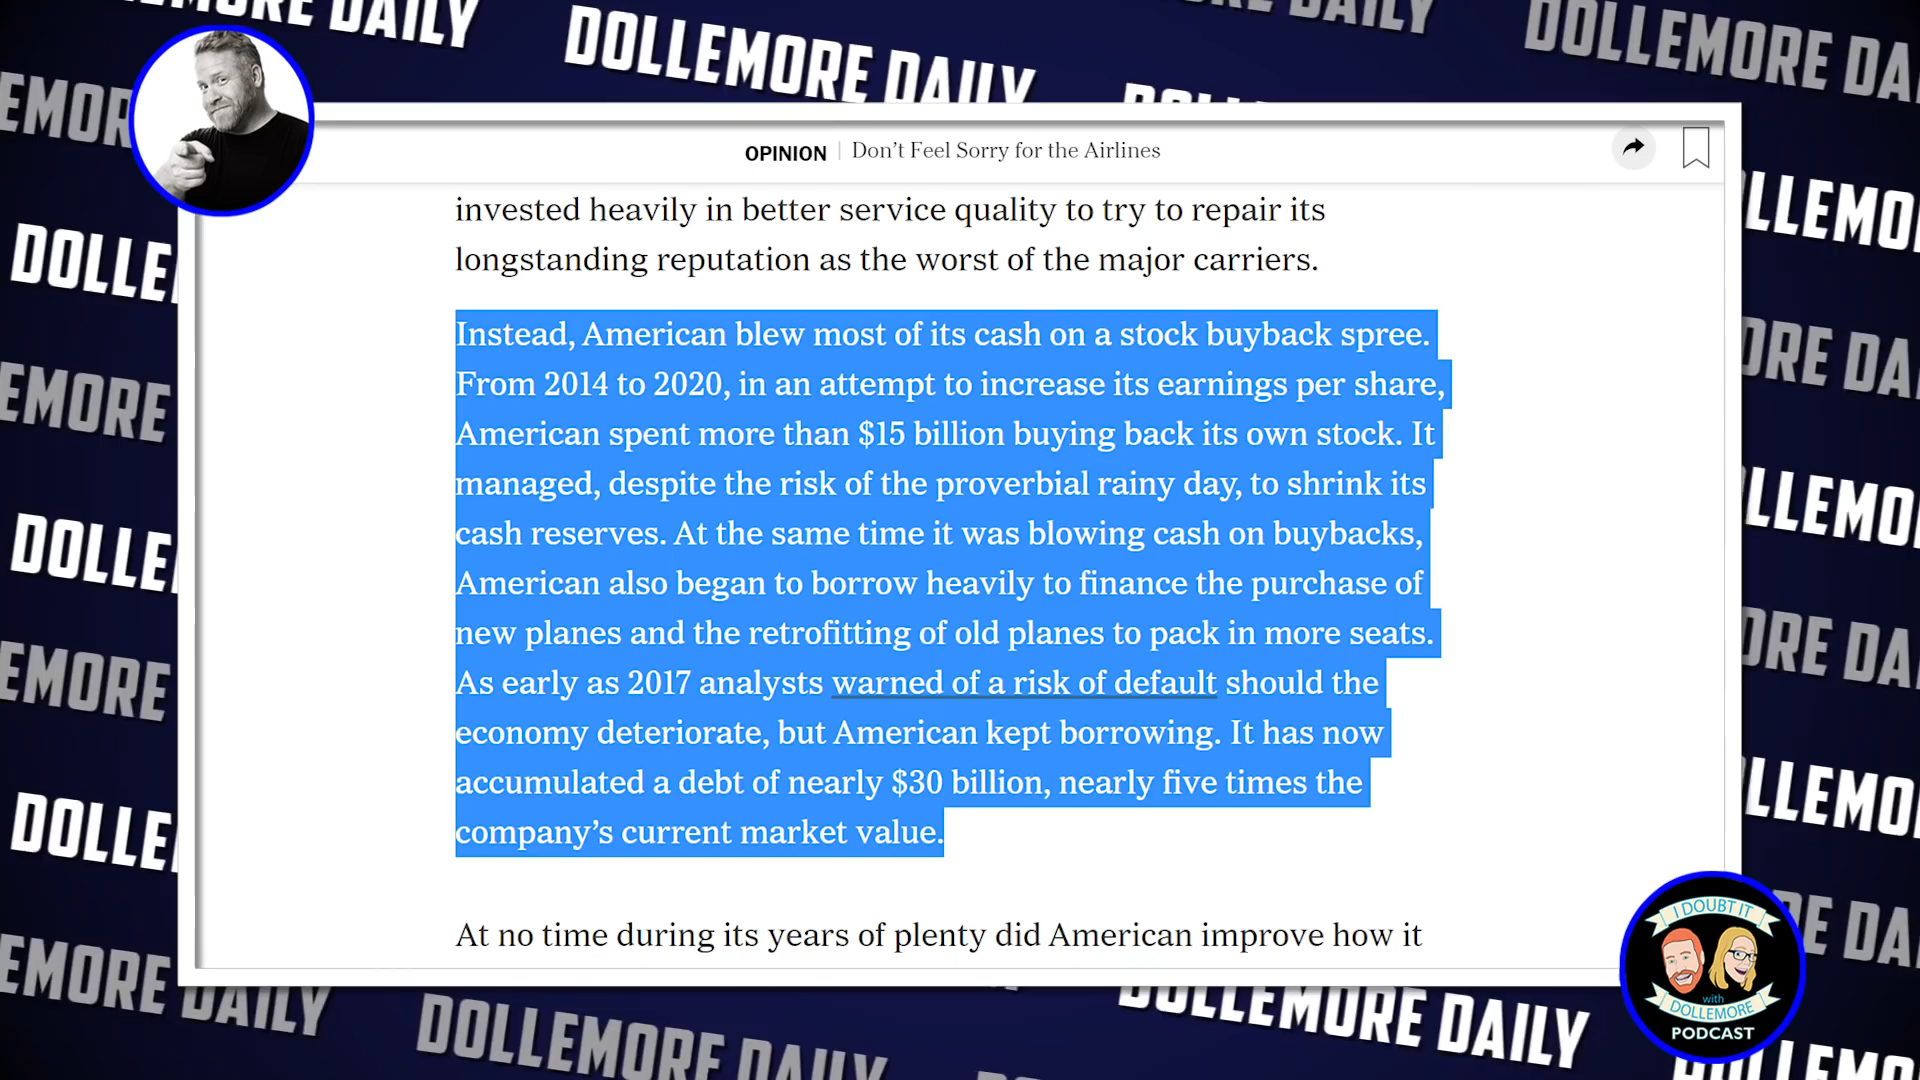 EMORE DAILY
DOLLEMORE DAILY
DOLLEMORE DAI
OPINION | Don’t Feel Sorry for the Airlines
invested heavily in better service quality to try to repair its
longstanding reputation as the worst of the major carriers.
Instead, American blew most of its cash on a stock buyback spree.
From 2014 to 2020, in an attempt to increase its earnings per share,
American spent more than $15 billion buying back its own stock. It
managed, despite the risk of the proverbial rainy day, to shrink its
cash reserves. At the same time it was blowing cash on buybacks,
American also began to borrow heavily to finance the purchase of
new planes and the retrofitting of old planes to pack in more seats.
As early as 2017 analysts warned of a risk of default should the
economy deteriorate, but American kept borrowing. It has now
accumulated a debt of nearly $30 billion, nearly five times the
company’s current market value.
At no time during its years of plenty did American improve how it
I DOUBT IT
with
DOLLEMORE
PODCAST
DOLLEMORE DAILY
DOLLEMORE DAILY